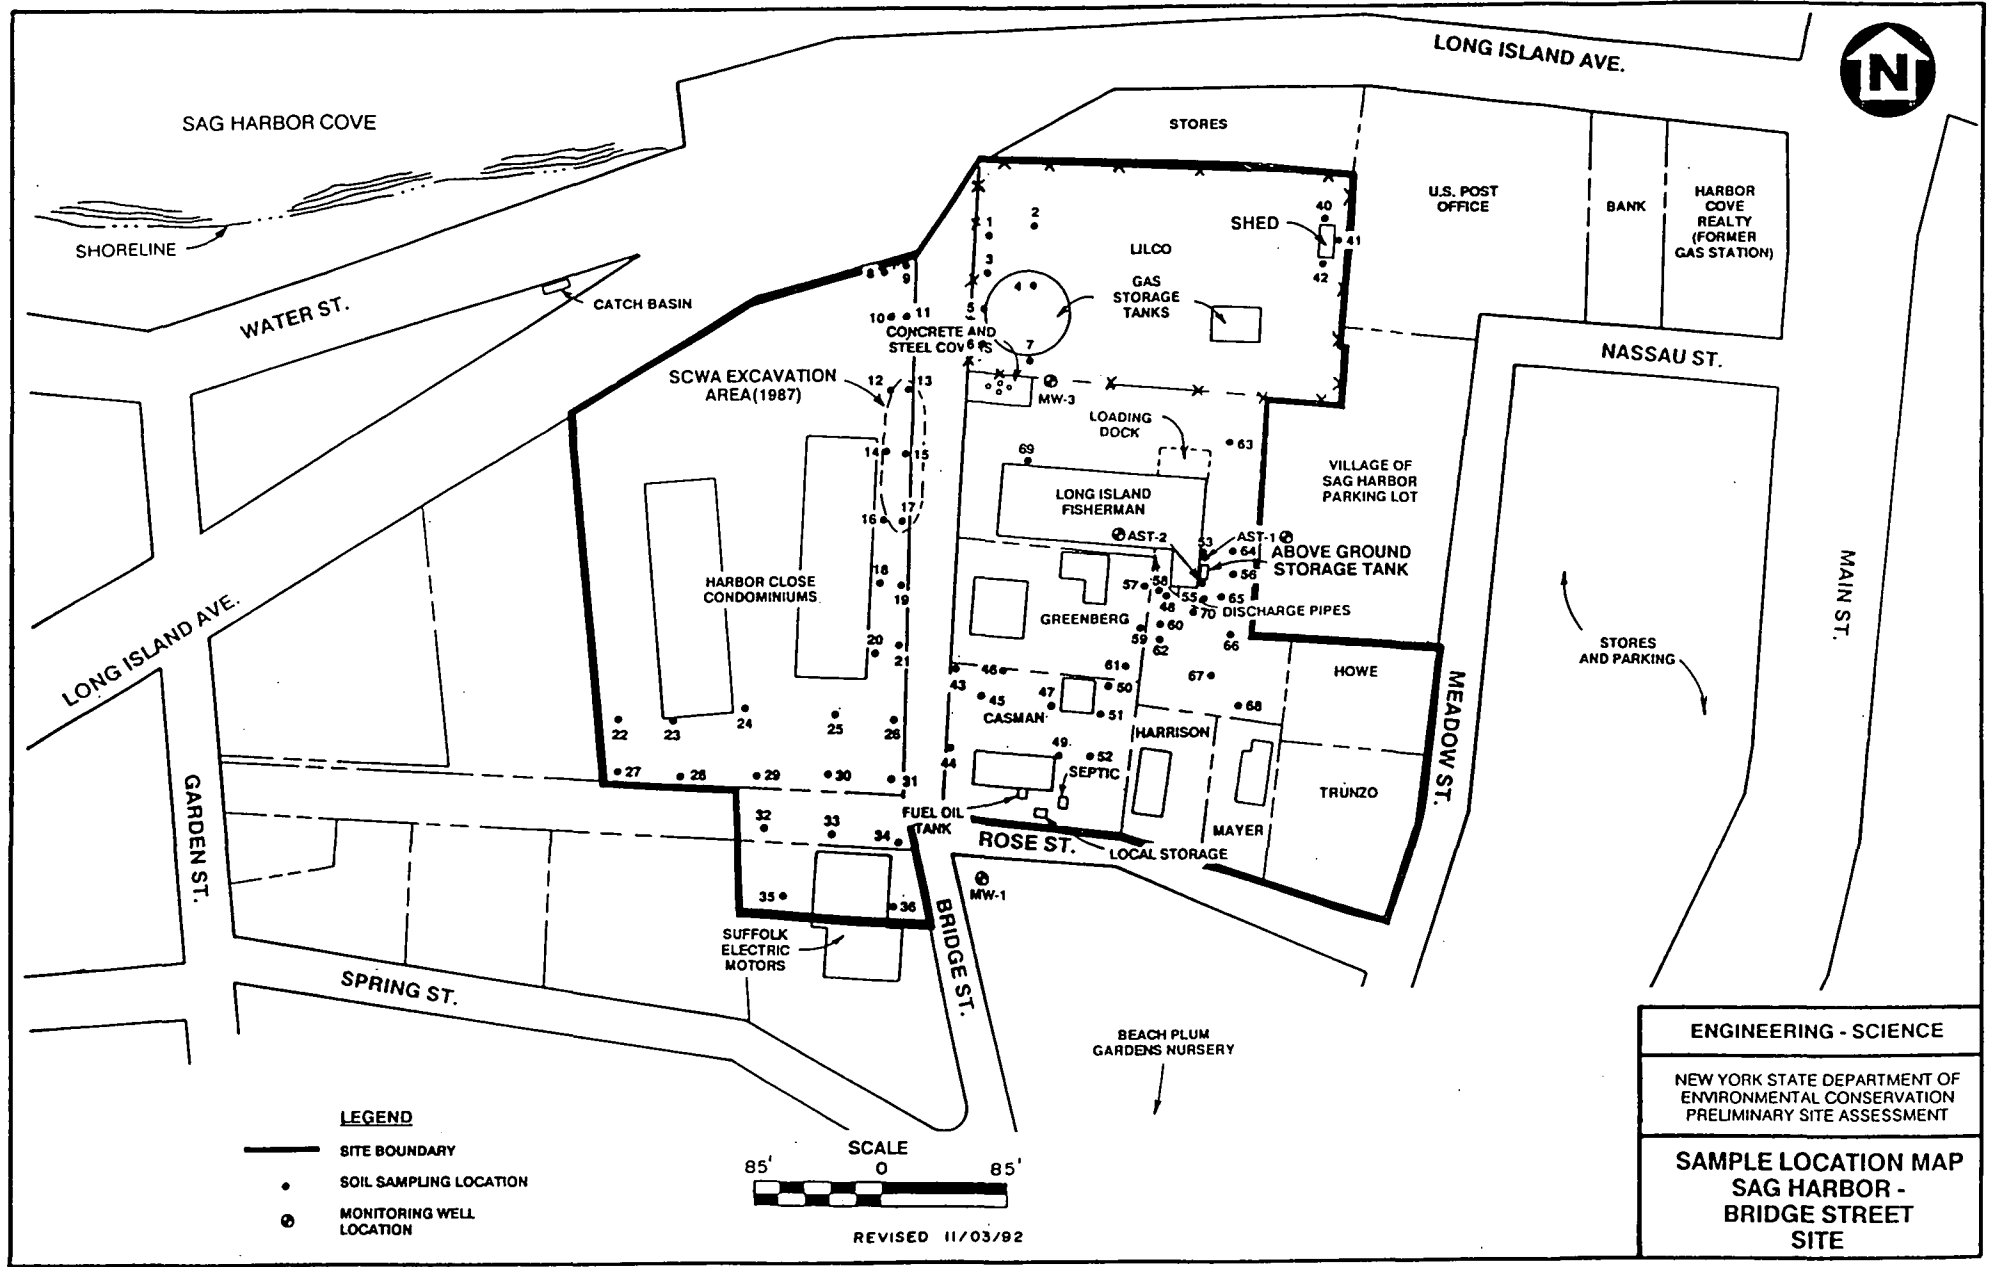 LONG ISLAND AVE.
N
SAG HARBOR COVE
SHORELINE
WATER ST.
CATCH BASIN
STORES
U.S. POST
OFFICE
BANK
HARBOR
COVE
REALTY
(FORMER
GAS STATION)
SHED
40
41
42
LILCO
GAS
STORAGE
TANKS
1
2
3
4
5
6
7
8
9
10
11
CONCRETE AND
STEEL COVERS
NASSAU ST.
SCWA EXCAVATION
AREA(1987)
12
13
MW-3
LOADING
DOCK
63
14
15
69
VILLAGE OF
SAG HARBOR
PARKING LOT
LONG ISLAND
FISHERMAN
16
17
AST-2
53
AST-1
64
ABOVE GROUND
STORAGE TANK
MAIN ST.
HARBOR CLOSE
CONDOMINIUMS
18
19
57
58
56
55
65
48
70
DISCHARGE PIPES
GREENBERG
60
59
62
66
LONG ISLAND AVE.
20
21
STORES
AND PARKING
61
46
43
45
47
50
67
HOWE
CASMAN
51
68
MEADOW ST.
22
23
24
25
26
HARRISON
44
49
52
SEPTIC
27
28
29
30
31
TRUNZO
GARDEN ST.
FUEL OIL
TANK
32
33
34
ROSE ST.
MAYER
LOCAL STORAGE
35
36
MW-1
SUFFOLK
ELECTRIC
MOTORS
BRIDGE ST.
SPRING ST.
BEACH PLUM
GARDENS NURSERY
LEGEND
SITE BOUNDARY
SOIL SAMPLING LOCATION
MONITORING WELL
LOCATION
SCALE
85' 0 85'
REVISED 11/03/92
ENGINEERING - SCIENCE
NEW YORK STATE DEPARTMENT OF
ENVIRONMENTAL CONSERVATION
PRELIMINARY SITE ASSESSMENT
SAMPLE LOCATION MAP
SAG HARBOR -
BRIDGE STREET
SITE